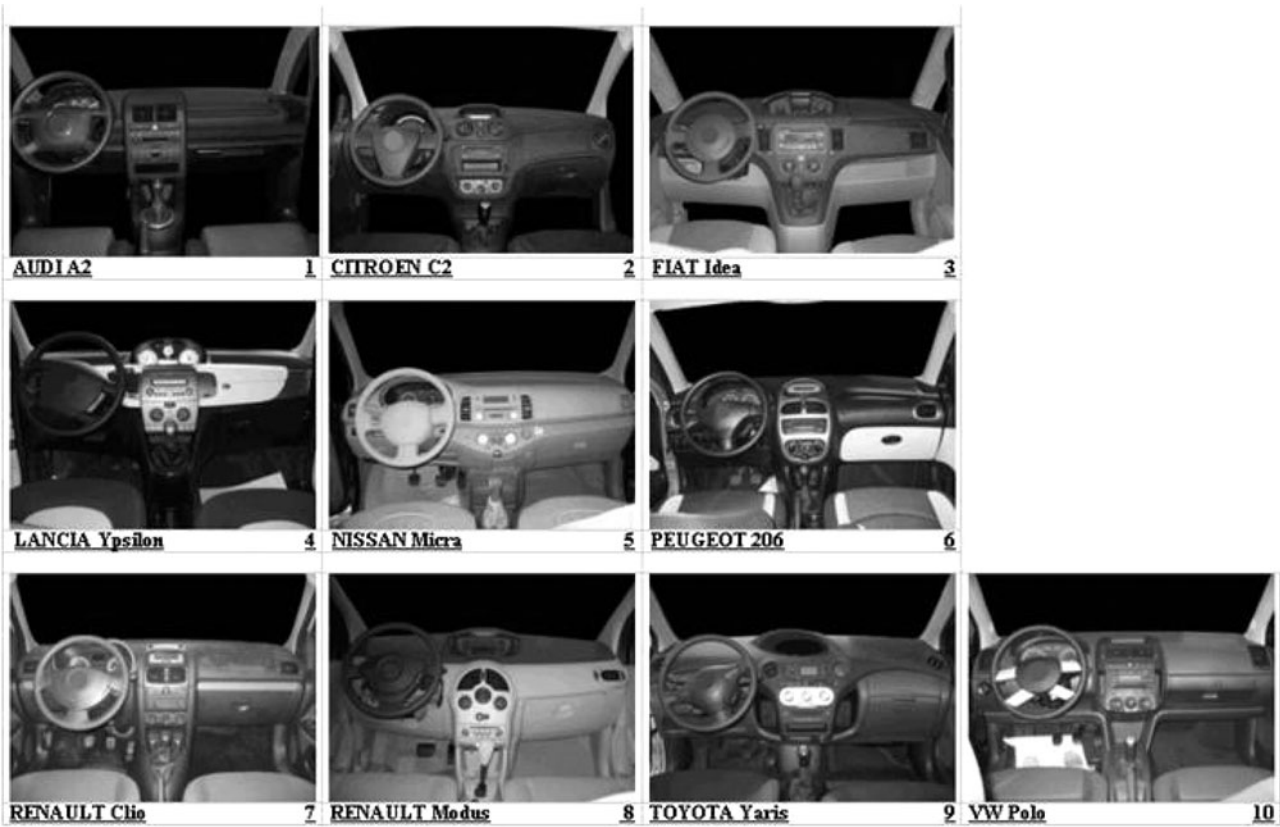 AUDI A2 1
CITROEN C2 2
FIAT Idea 3
LANCIA Ypsilon 4
NISSAN Micra 5
PEUGEOT 206 6
RENAULT Clio 7
RENAULT Modus 8
TOYOTA Yaris 9
VW Polo 10